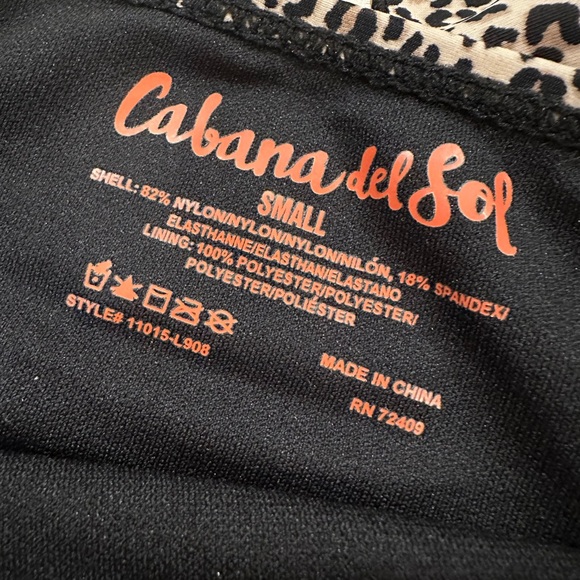 Cabana del Sol
SMALL
SHELL: 82% NYLON/NYLON/NYLON/NILÓN, 18% SPANDEX/
ELASTHANNE/ELASTHAN/ELASTANO
LINING: 100% POLYESTER/POLYESTER/
POLYESTER/POLIÉSTER
STYLE# 11015-L908
MADE IN CHINA
RN 72409